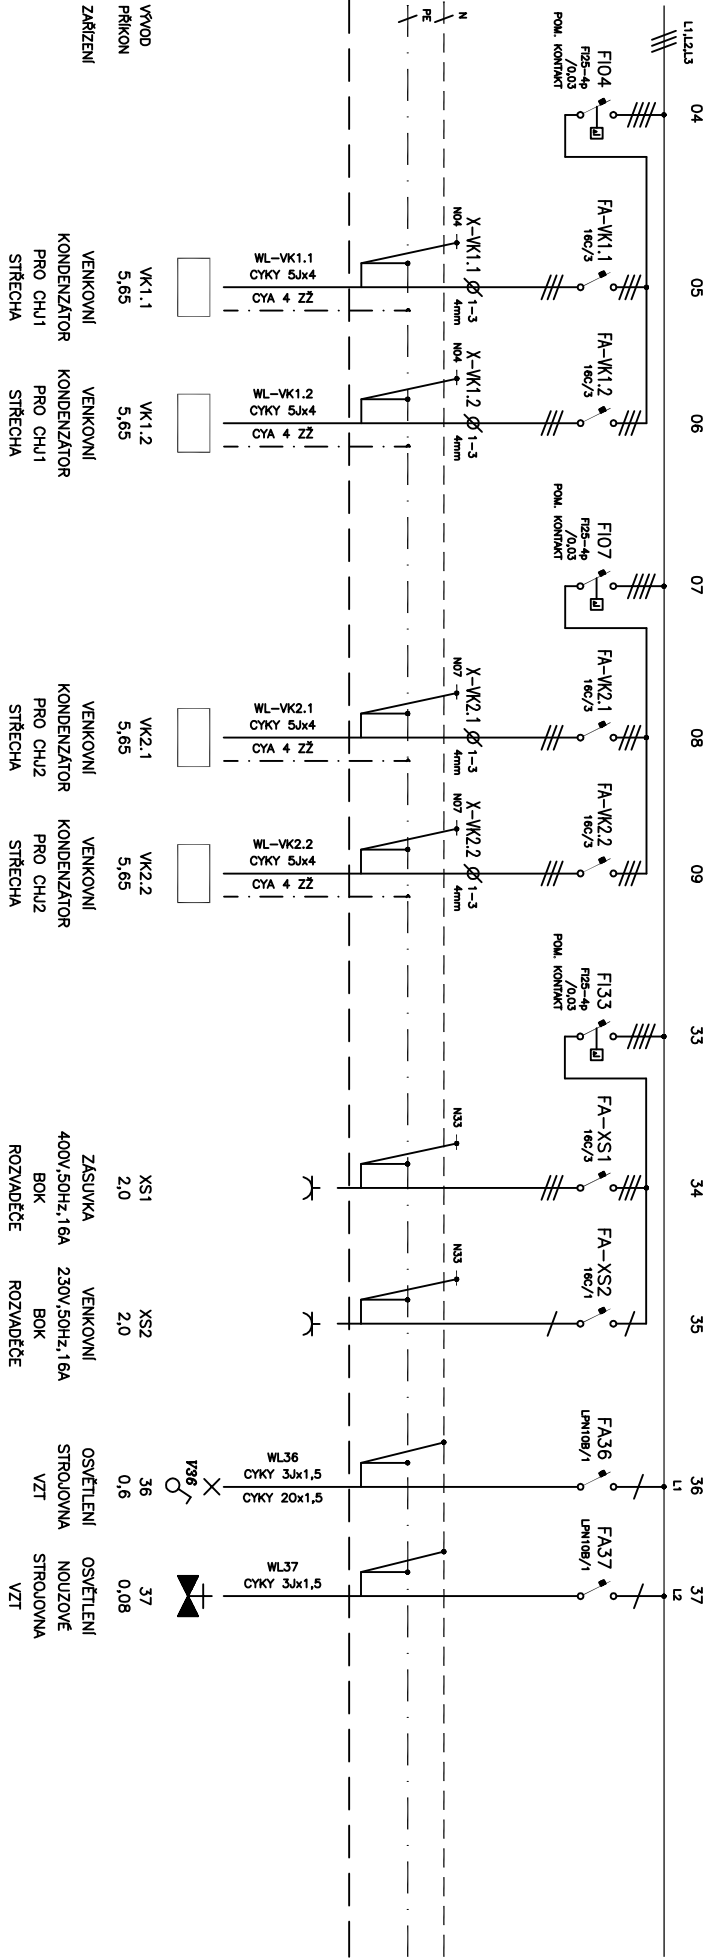 L1,L2,L3
N
PE
VÝVOD
PŘÍKON
ZAŘÍZENÍ
04
FI04
FI25-4p
/0,03
POM. KONTAKT
05
FA-VK1.1
16C/3
X-VK1.1
1-3
N04
4mm
WL-VK1.1
CYKY 5Jx4
CYA 4 ZŽ
VK1.1
5,65
VENKOVNÍ
KONDENZÁTOR
PRO CHJ1
STŘECHA
06
FA-VK1.2
16C/3
X-VK1.2
1-3
N04
4mm
WL-VK1.2
CYKY 5Jx4
CYA 4 ZŽ
VK1.2
5,65
VENKOVNÍ
KONDENZÁTOR
PRO CHJ1
STŘECHA
07
FI07
FI25-4p
/0,03
POM. KONTAKT
08
FA-VK2.1
16C/3
X-VK2.1
1-3
N07
4mm
WL-VK2.1
CYKY 5Jx4
CYA 4 ZŽ
VK2.1
5,65
VENKOVNÍ
KONDENZÁTOR
PRO CHJ2
STŘECHA
09
FA-VK2.2
16C/3
X-VK2.2
1-3
N07
4mm
WL-VK2.2
CYKY 5Jx4
CYA 4 ZŽ
VK2.2
5,65
VENKOVNÍ
KONDENZÁTOR
PRO CHJ2
STŘECHA
33
FI33
FI25-4p
/0,03
POM. KONTAKT
34
FA-XS1
16C/3
N33
XS1
2,0
ZÁSUVKA
400V,50Hz,16A
BOK
ROZVADĚČE
35
FA-XS2
16C/1
N33
XS2
2,0
VENKOVNÍ
230V,50Hz,16A
BOK
ROZVADĚČE
36
L1
FA36
LPN10B/1
WL36
CYKY 3Jx1,5
CYKY 2Ox1,5
V36
36
0,6
OSVĚTLENÍ
STROJOVNA
VZT
37
L2
FA37
LPN10B/1
WL37
CYKY 3Jx1,5
37
0,08
OSVĚTLENÍ
NOUZOVÉ
STROJOVNA
VZT